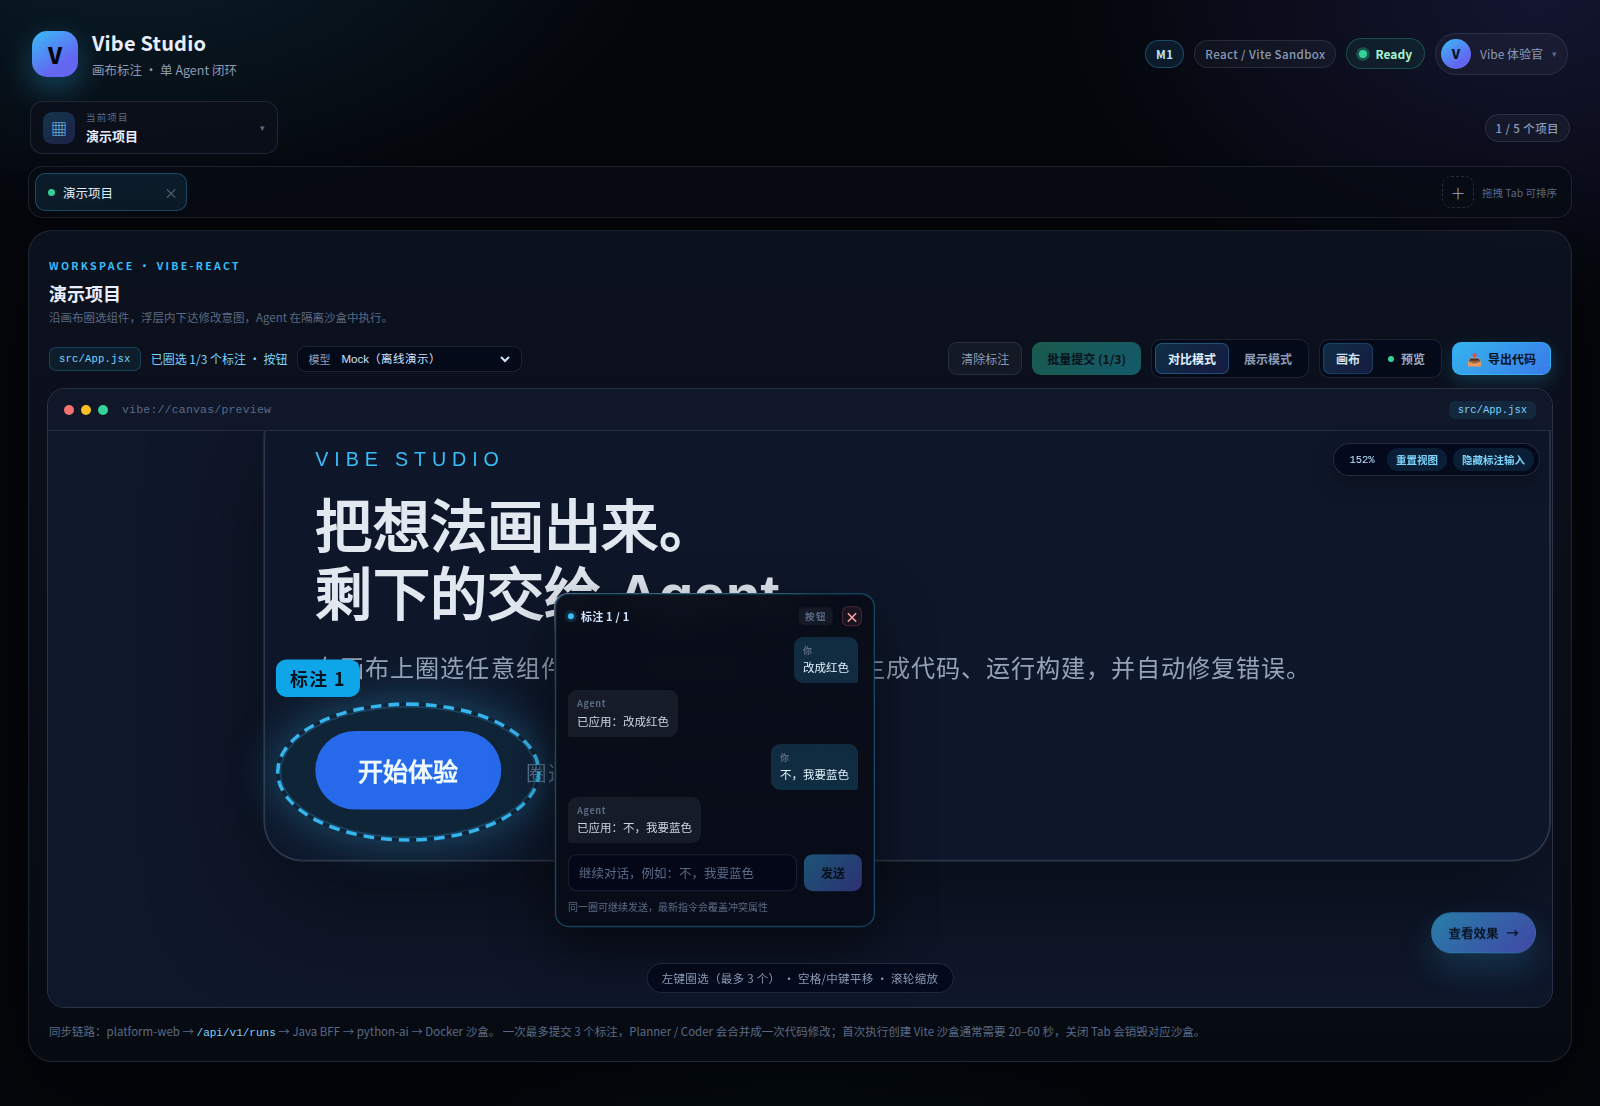 V
Vibe Studio
画布标注 · 单 Agent 闭环
M1
React / Vite Sandbox
Ready
V
Vibe 体验官
当前项目
演示项目
1 / 5 个项目
演示项目
拖拽 Tab 可排序
WORKSPACE · VIBE-REACT
演示项目
沿画布圈选组件，浮层内下达修改意图，Agent 在隔离沙盒中执行。
src/App.jsx
已圈选 1/3 个标注 · 按钮
模型
Mock（离线演示）
清除标注
批量提交 (1/3)
对比模式
展示模式
画布
预览
导出代码
vibe://canvas/preview
src/App.jsx
VIBE STUDIO
152%
重置视图
隐藏标注输入
把想法画出来。
剩下的交给 Agent
标注 1 / 1
按钮
你
改成红色
布上圈选任意组件
成代码、运行构建，并自动修复错误。
标注 1
Agent
已应用：改成红色
你
不，我要蓝色
开始体验
圈
Agent
已应用：不，我要蓝色
继续对话，例如：不，我要蓝色
发送
同一圈可继续发送，最新指令会覆盖冲突属性
查看效果 →
左键圈选（最多 3 个） · 空格/中键平移 · 滚轮缩放
同步链路：platform-web → /api/v1/runs → Java BFF → python-ai → Docker 沙盒。 一次最多提交 3 个标注，Planner / Coder 会合并成一次代码修改；首次执行创建 Vite 沙盒通常需要 20–60 秒，关闭 Tab 会销毁对应沙盒。